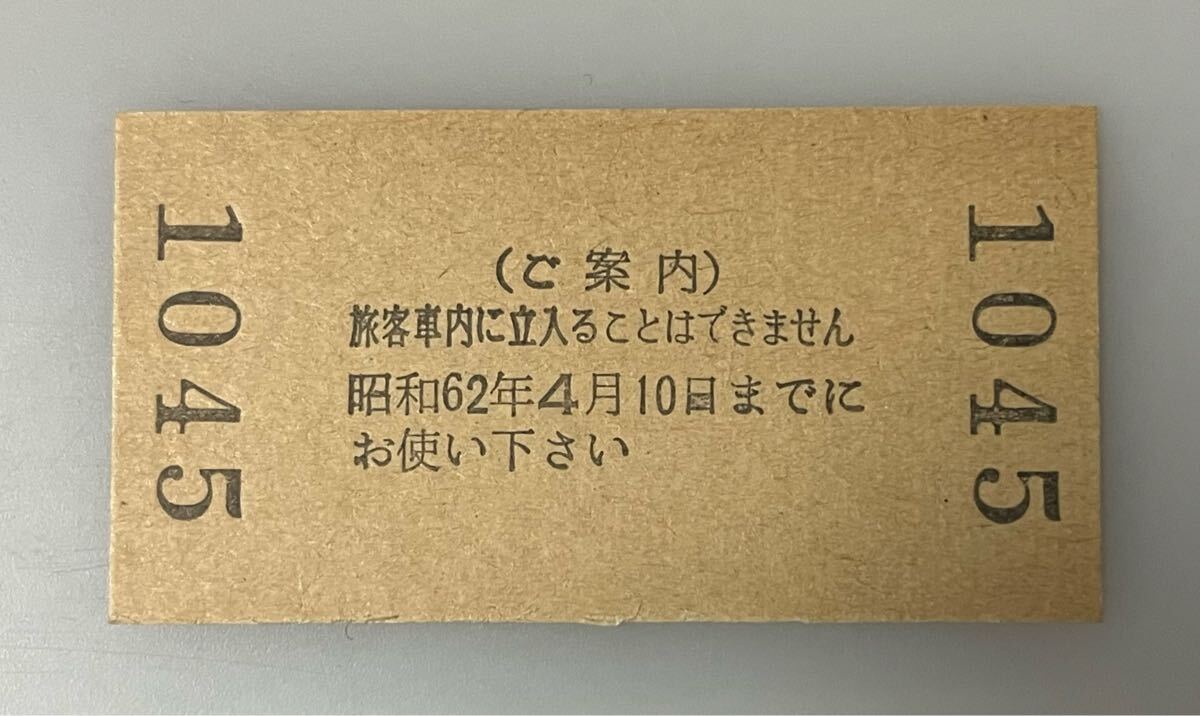 1045
(ご案内)
旅客車内に立入ることはできません
昭和62年4月10日までに
お使い下さい
1045